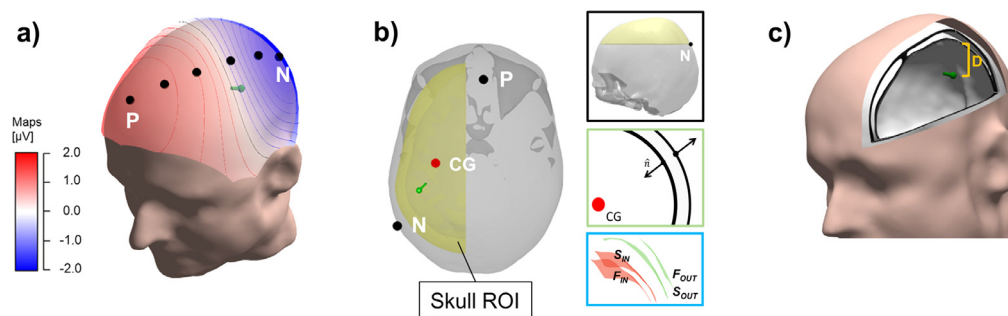 a)
Maps
[µV]
2.0
1.0
0.0
-1.0
-2.0
P
N
b)
P
CG
N
Skull ROI
N
n̂
CG
S_IN
F_IN
F_OUT
S_OUT
c)
D